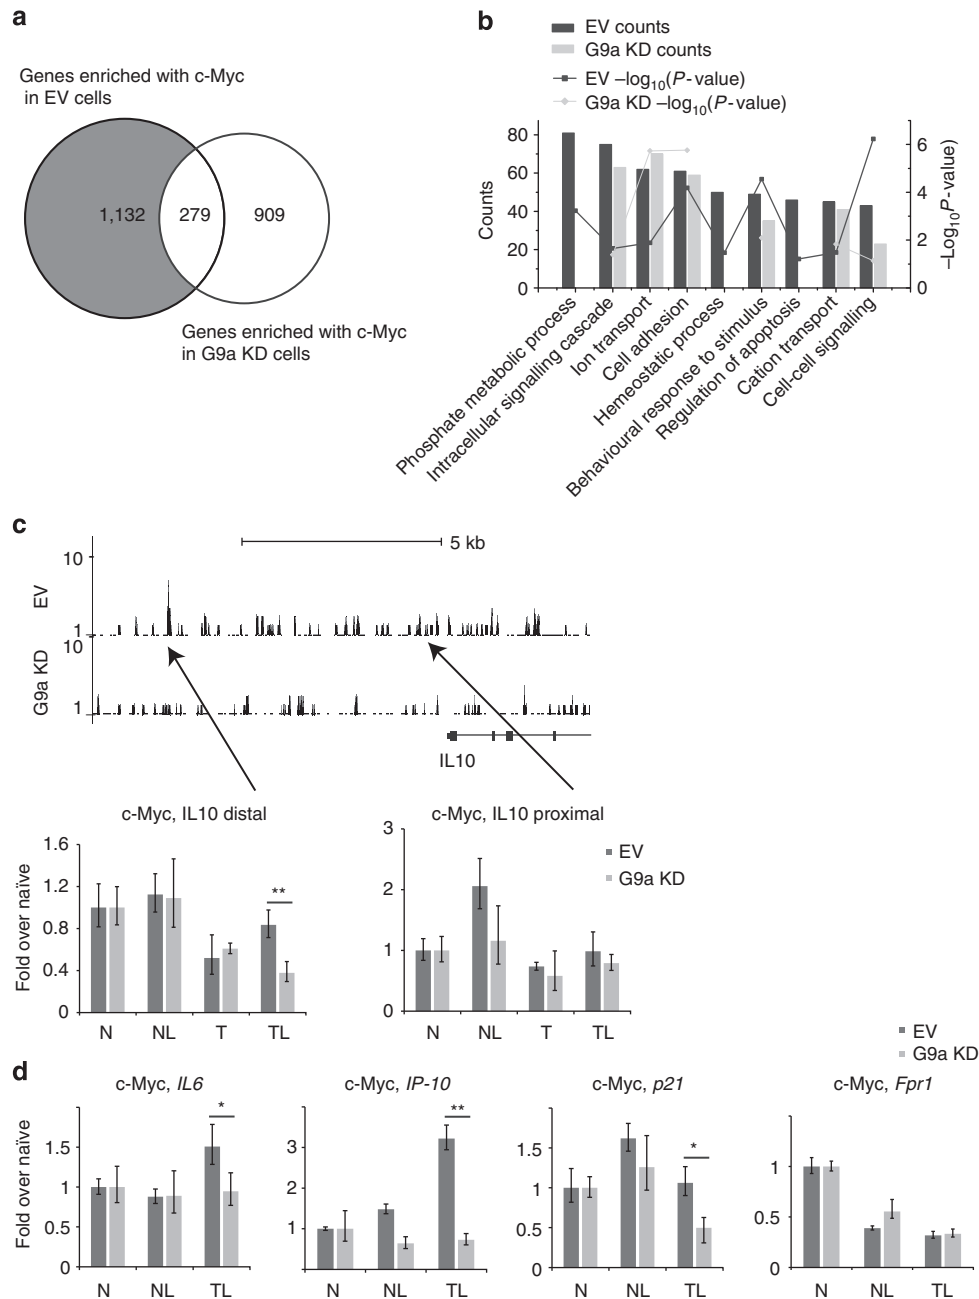 a
Genes enriched with c-Myc
in EV cells
1,132
279
909
Genes enriched with c-Myc
in G9a KD cells
b
EV counts
G9a KD counts
EV –log10(P-value)
G9a KD –log10(P-value)
80
60
40
20
0
Counts
6
4
2
0
–Log10P-value)
Phosphate metabolic process
Intracellular signalling cascade
Ion transport
Cell adhesion
Hemeostatic process
Behavioural response to stimulus
Regulation of apoptosis
Cation transport
Cell-cell signalling
c
5 kb
10
EV
1
10
G9a KD
1
IL10
c-Myc, IL10 distal
1.6
1.2
0.8
0.4
0
Fold over naïve
**
N NL T TL
c-Myc, IL10 proximal
3
2
1
0
EV
G9a KD
N NL T TL
EV
G9a KD
d
c-Myc, IL6
Fold over naïve
1.5
1
0.5
0
*
N NL TL
c-Myc, IP-10
3
2
1
**
N NL TL
c-Myc, p21
1.5
1
0.5
0
*
N NL TL
c-Myc, Fpr1
1
0.5
0
N NL TL